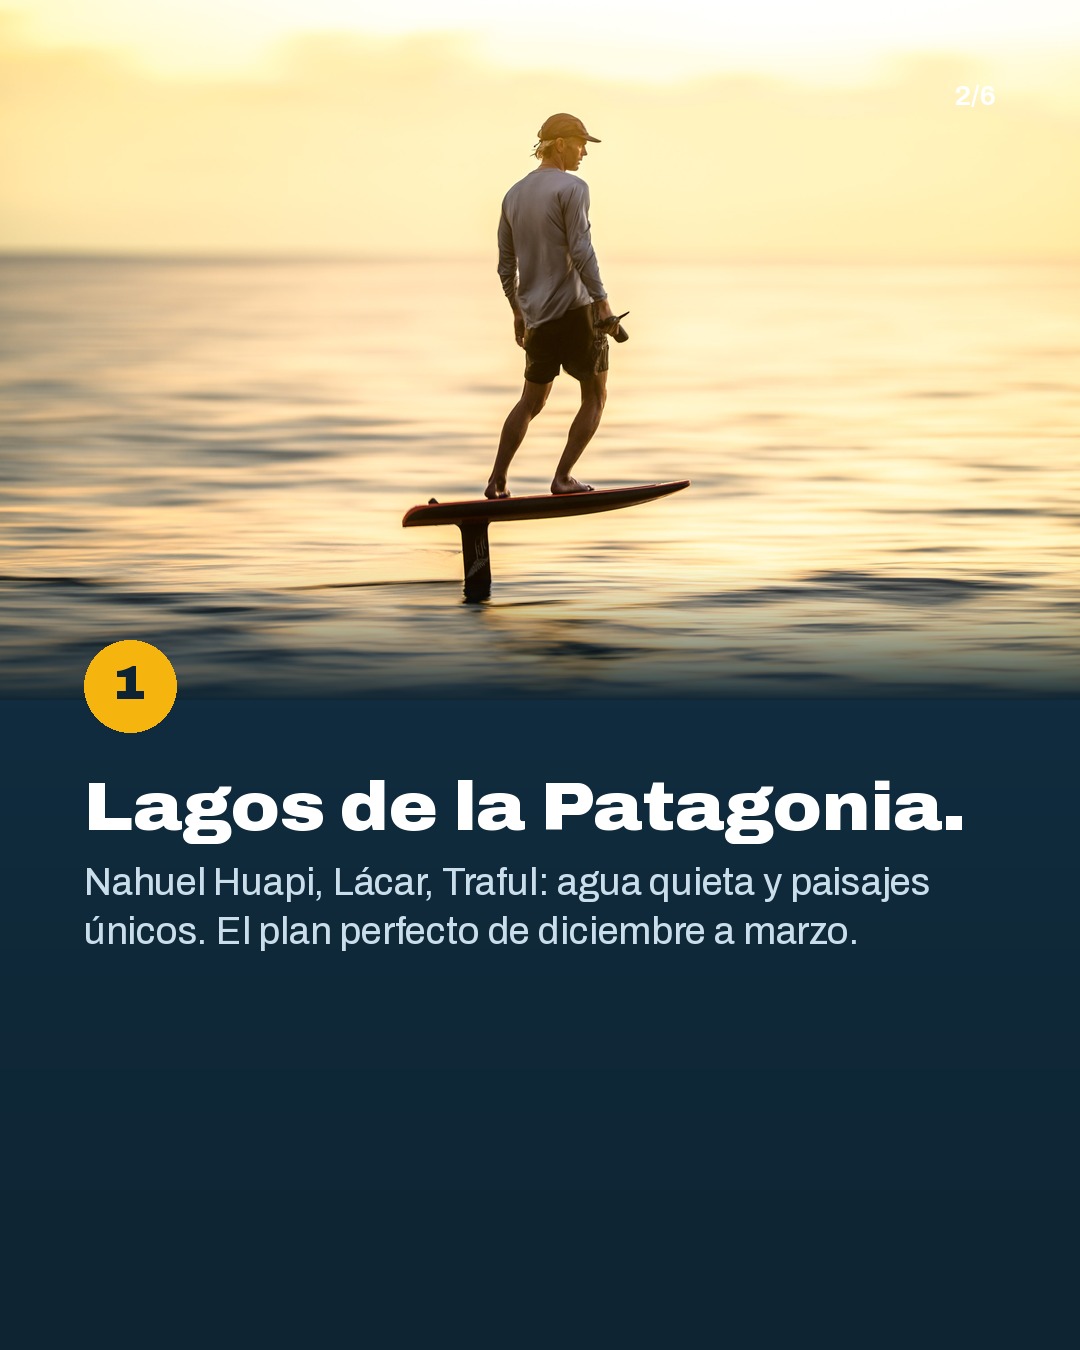 2/6
1
Lagos de la Patagonia.
Nahuel Huapi, Lácar, Traful: agua quieta y paisajes
únicos. El plan perfecto de diciembre a marzo.